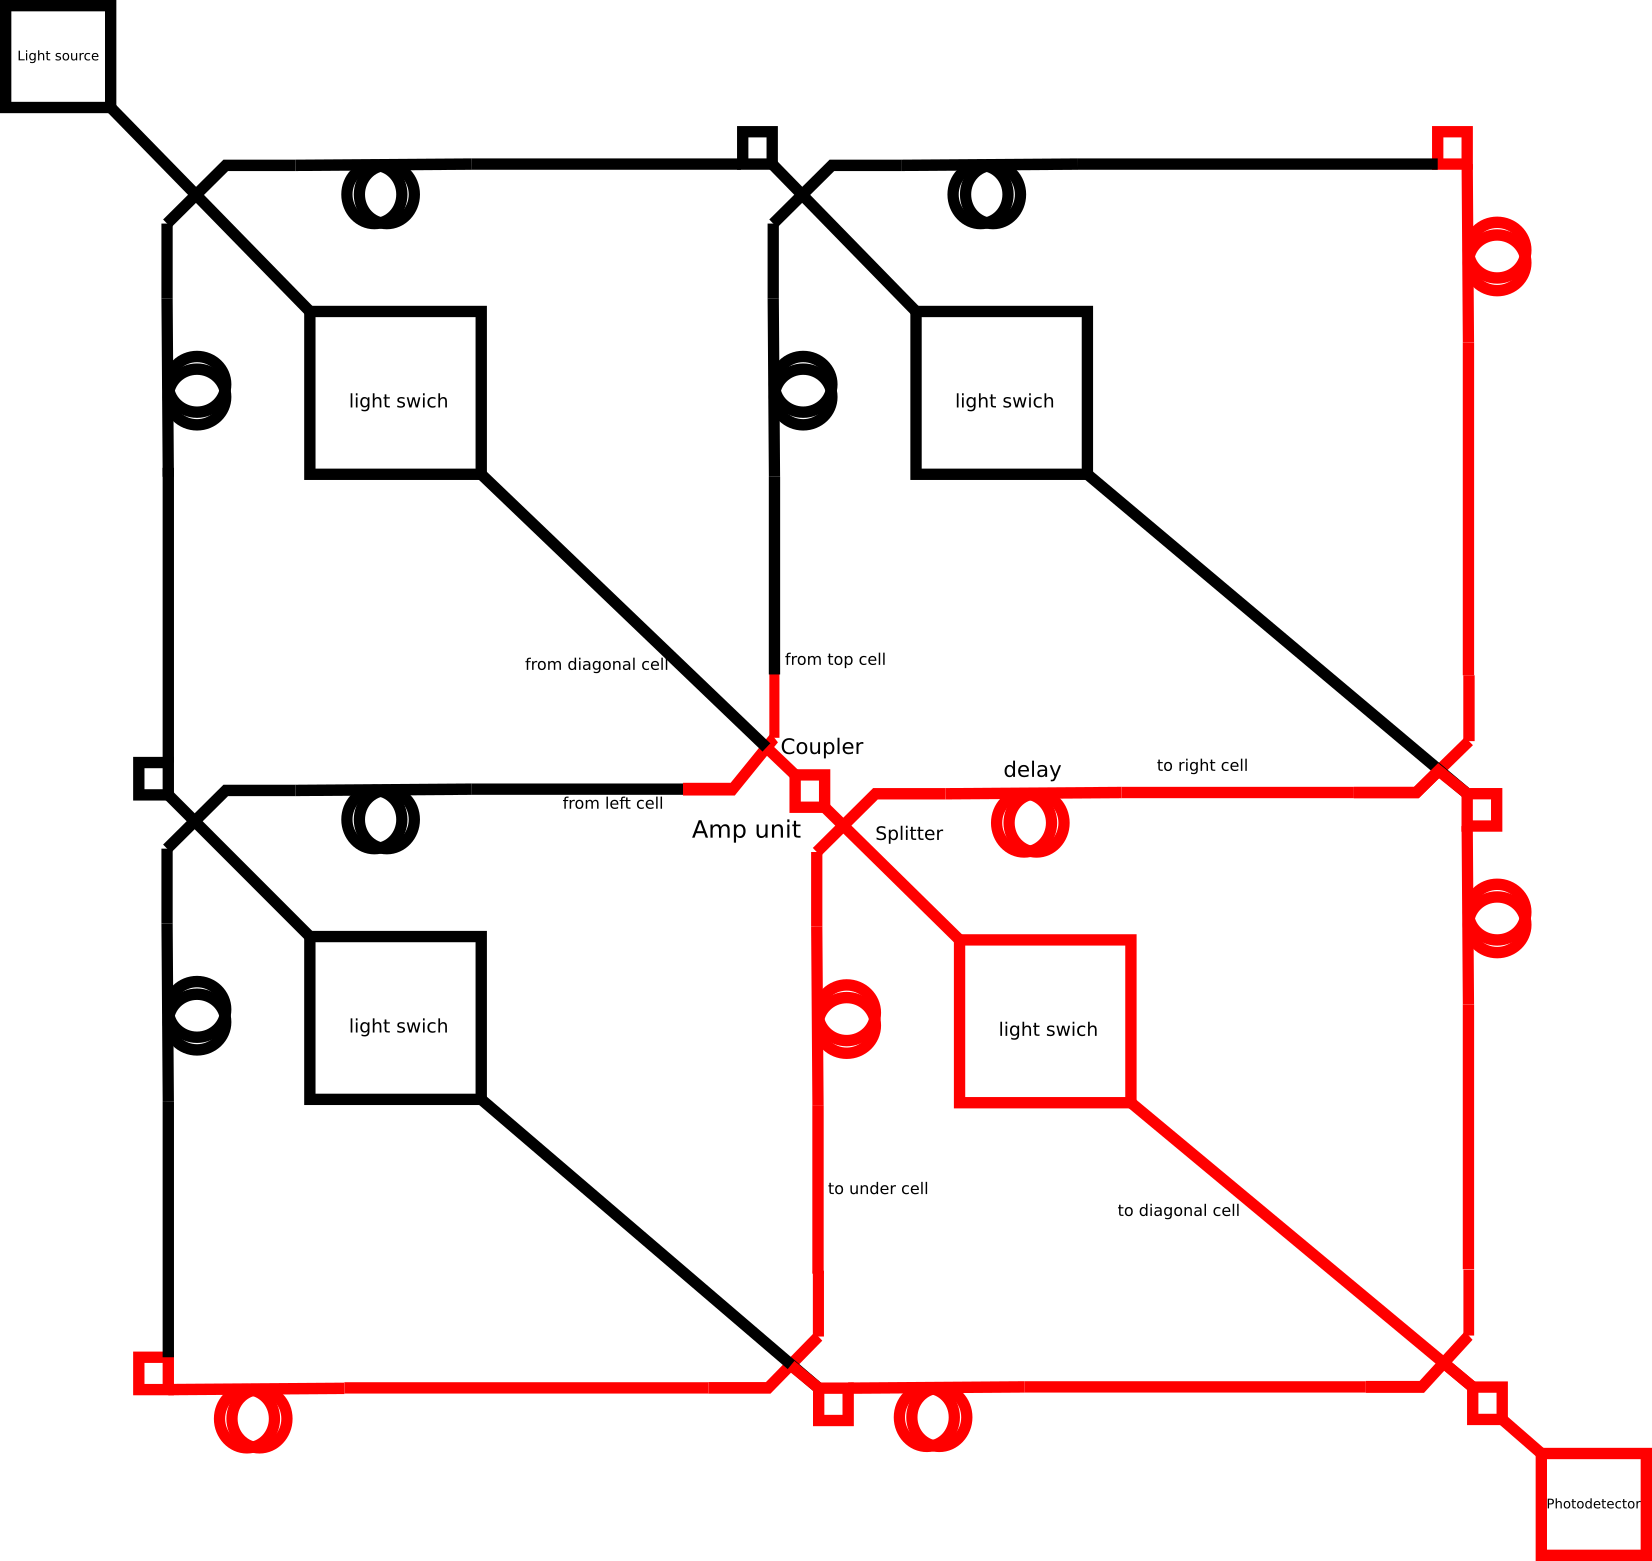 Light source
light swich
light swich
from diagonal cell
from top cell
Coupler
to right cell
delay
from left cell
Amp unit
Splitter
light swich
light swich
to under cell
to diagonal cell
Photodetector